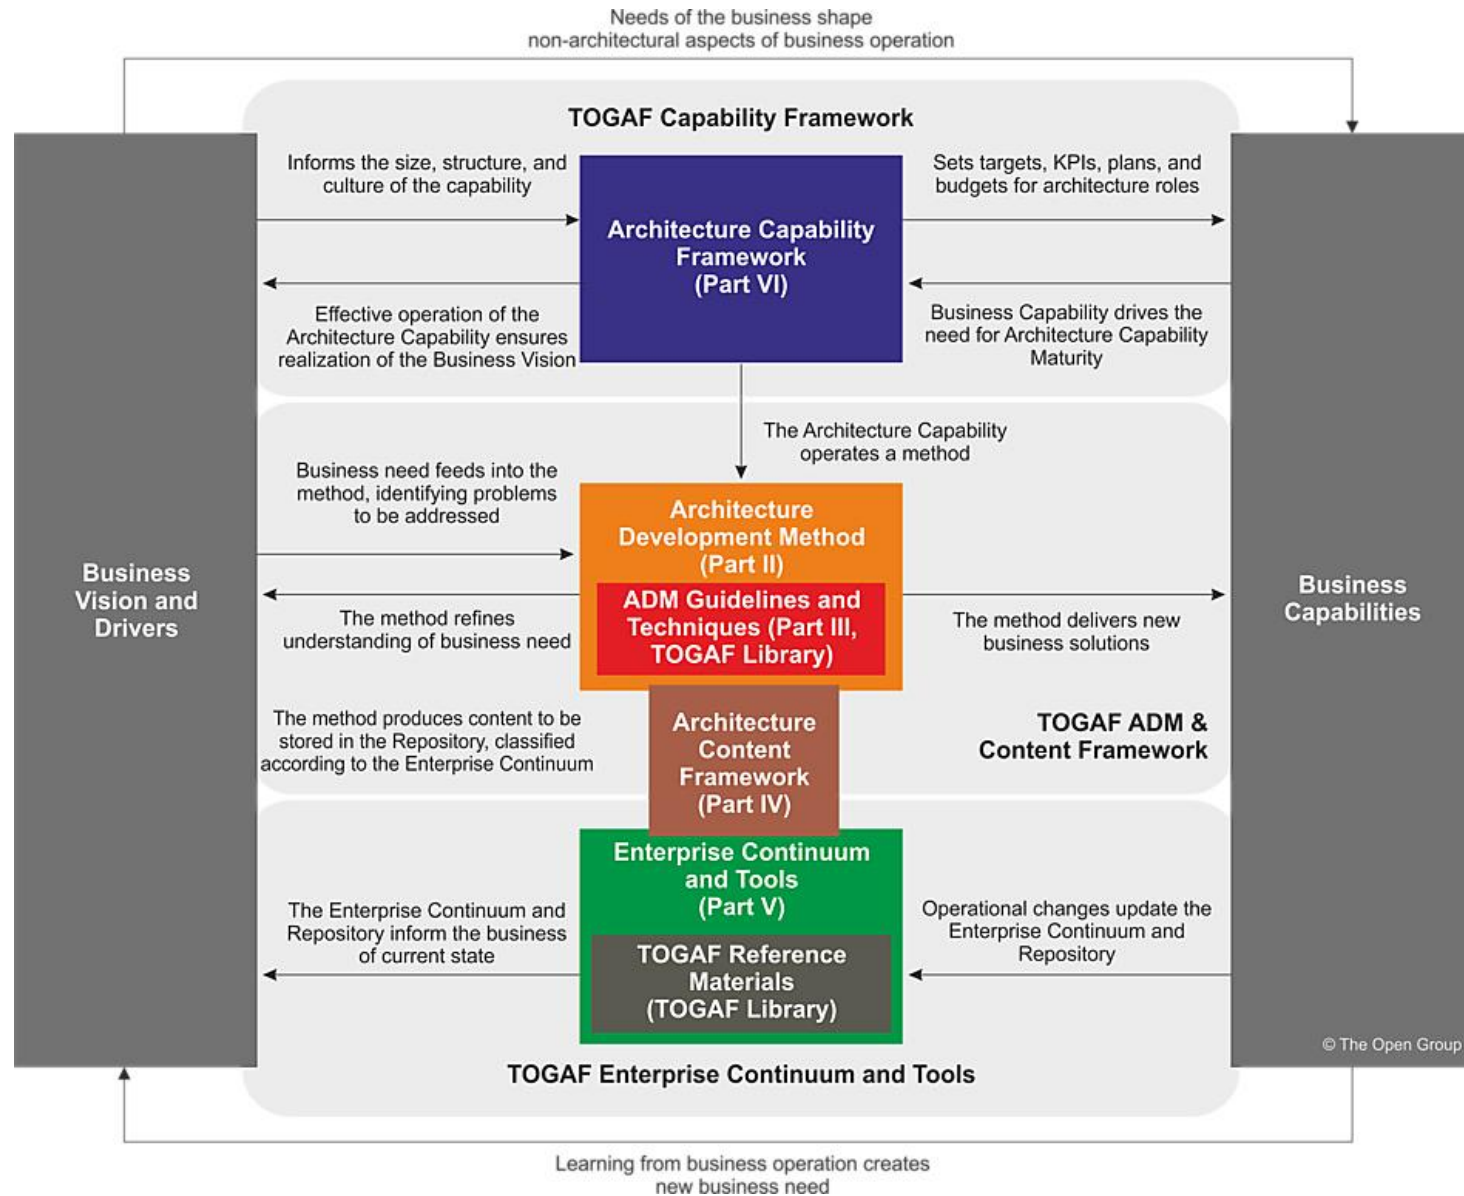 Needs of the business shape
non-architectural aspects of business operation
TOGAF Capability Framework
Informs the size, structure, and
culture of the capability
Architecture Capability
Framework
(Part VI)
Sets targets, KPIs, plans, and
budgets for architecture roles
Effective operation of the
Architecture Capability ensures
realization of the Business Vision
Business Capability drives the
need for Architecture Capability
Maturity
The Architecture Capability
operates a method
Business need feeds into the
method, identifying problems
to be addressed
Architecture
Development Method
(Part II)
ADM Guidelines and
Techniques (Part III,
TOGAF Library)
Business
Vision and
Drivers
Business
Capabilities
The method refines
understanding of business need
The method delivers new
business solutions
The method produces content to be
stored in the Repository, classified
according to the Enterprise Continuum
Architecture
Content
Framework
(Part IV)
TOGAF ADM &
Content Framework
Enterprise Continuum
and Tools
(Part V)
TOGAF Reference
Materials
(TOGAF Library)
The Enterprise Continuum and
Repository inform the business
of current state
Operational changes update the
Enterprise Continuum and
Repository
© The Open Group
TOGAF Enterprise Continuum and Tools
Learning from business operation creates
new business need